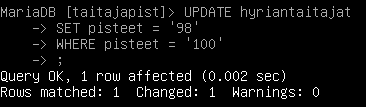 MariaDB [taitajapist]> UPDATE hyriantaitajat
    -> SET pisteet = '98'
    -> WHERE pisteet = '100'
    -> ;
Query OK, 1 row affected (0.002 sec)
Rows matched: 1  Changed: 1  Warnings: 0